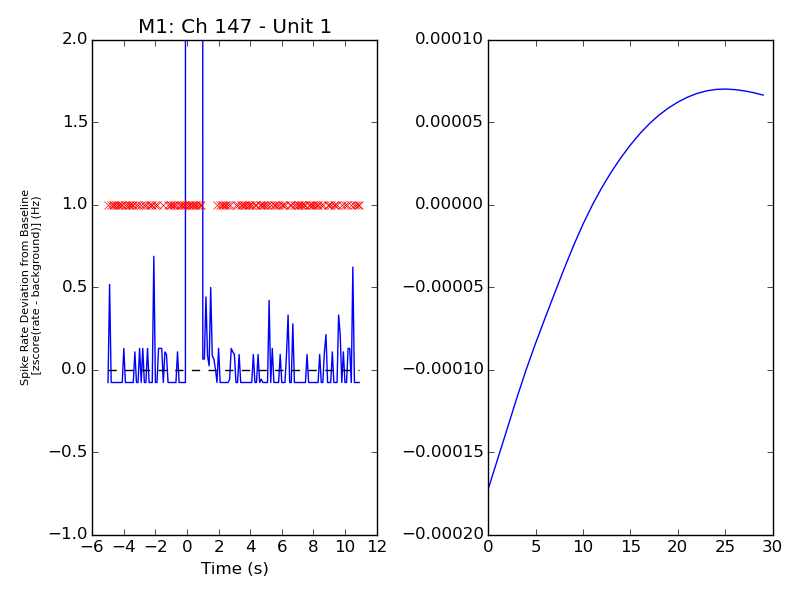 M1: Ch 147 - Unit 1
Spike Rate Deviation from Baseline
[zscore(rate - background)] (Hz)
2.0
1.5
1.0
0.5
0.0
−0.5
−1.0
−6 −4 −2 0 2 4 6 8 10 12
Time (s)
0.00010
0.00005
0.00000
−0.00005
−0.00010
−0.00015
−0.00020
0 5 10 15 20 25 30